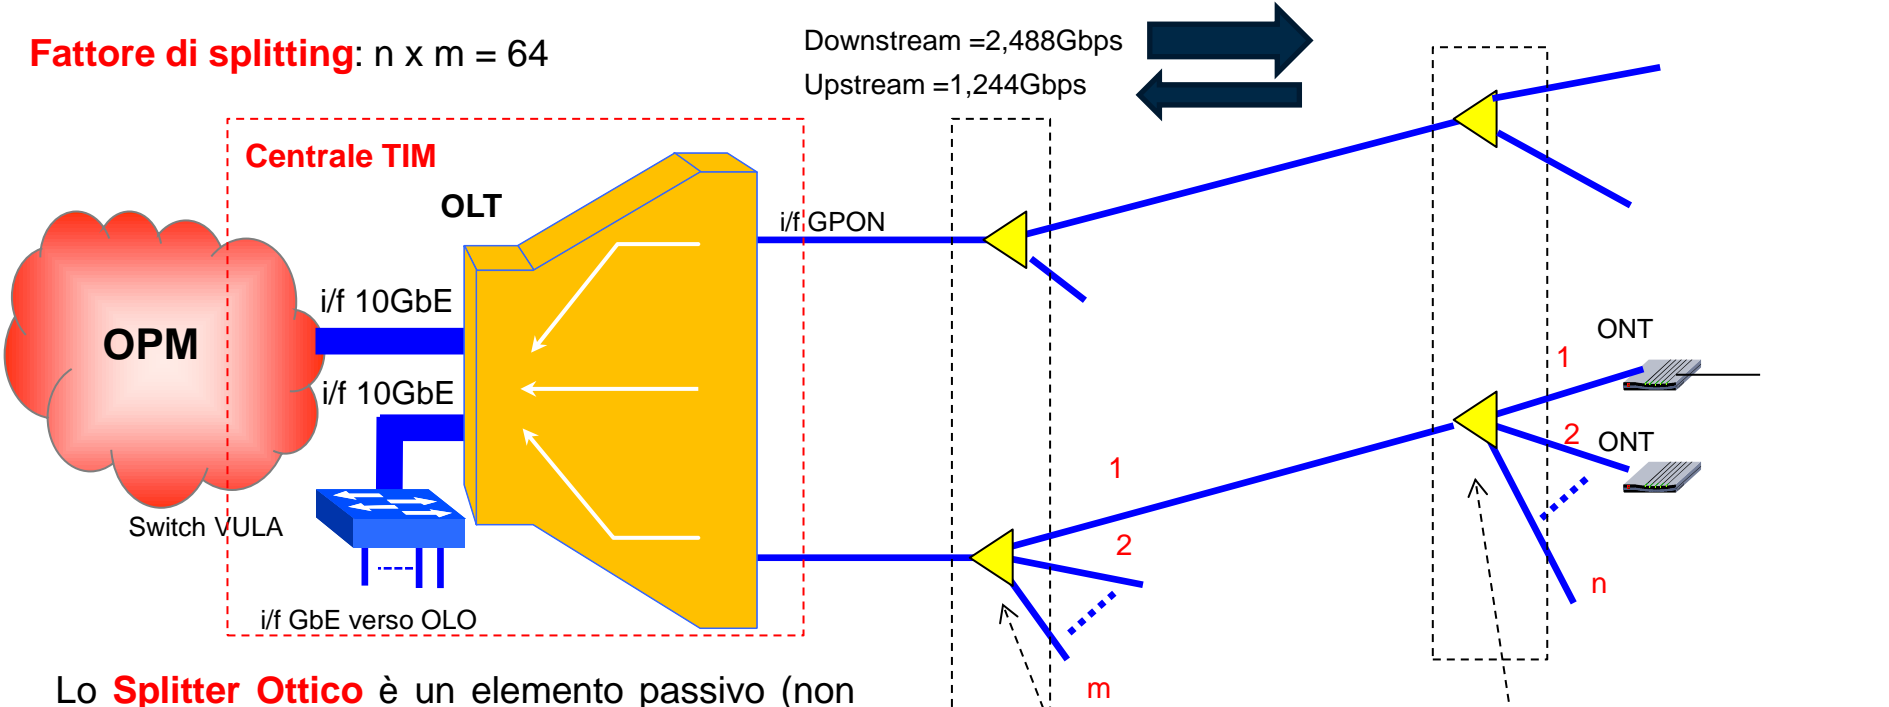 Fattore di splitting: n x m = 64
Downstream =2,488Gbps
Upstream =1,244Gbps
Centrale TIM
OLT
i/f GPON
i/f 10GbE
OPM
i/f 10GbE
ONT
1
2
ONT
1
2
n
Switch VULA
i/f GbE verso OLO
m
Lo Splitter Ottico è un elemento passivo (non